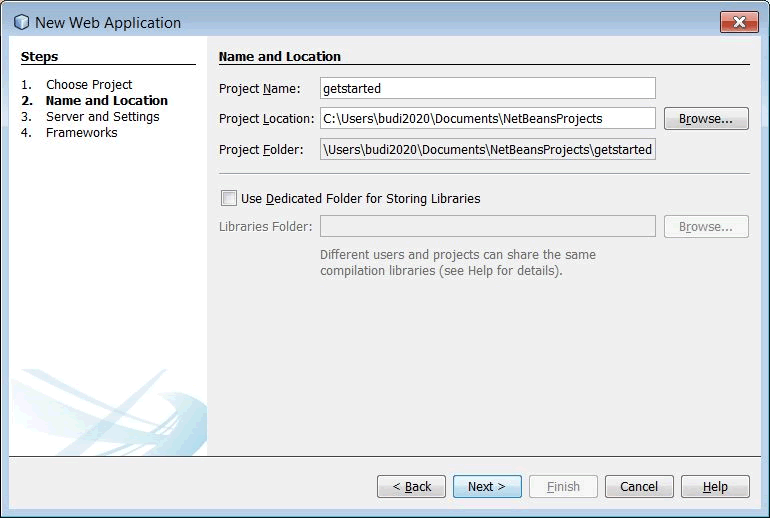 New Web Application
Steps
1. Choose Project
2. Name and Location
3. Server and Settings
4. Frameworks
Name and Location
Project Name: getstarted
Project Location: C:\Users\budi2020\Documents\NetBeansProjects Browse...
Project Folder: \Users\budi2020\Documents\NetBeansProjects\getstarted
Use Dedicated Folder for Storing Libraries
Libraries Folder: Browse...
Different users and projects can share the same
compilation libraries (see Help for details).
< Back Next > Finish Cancel Help